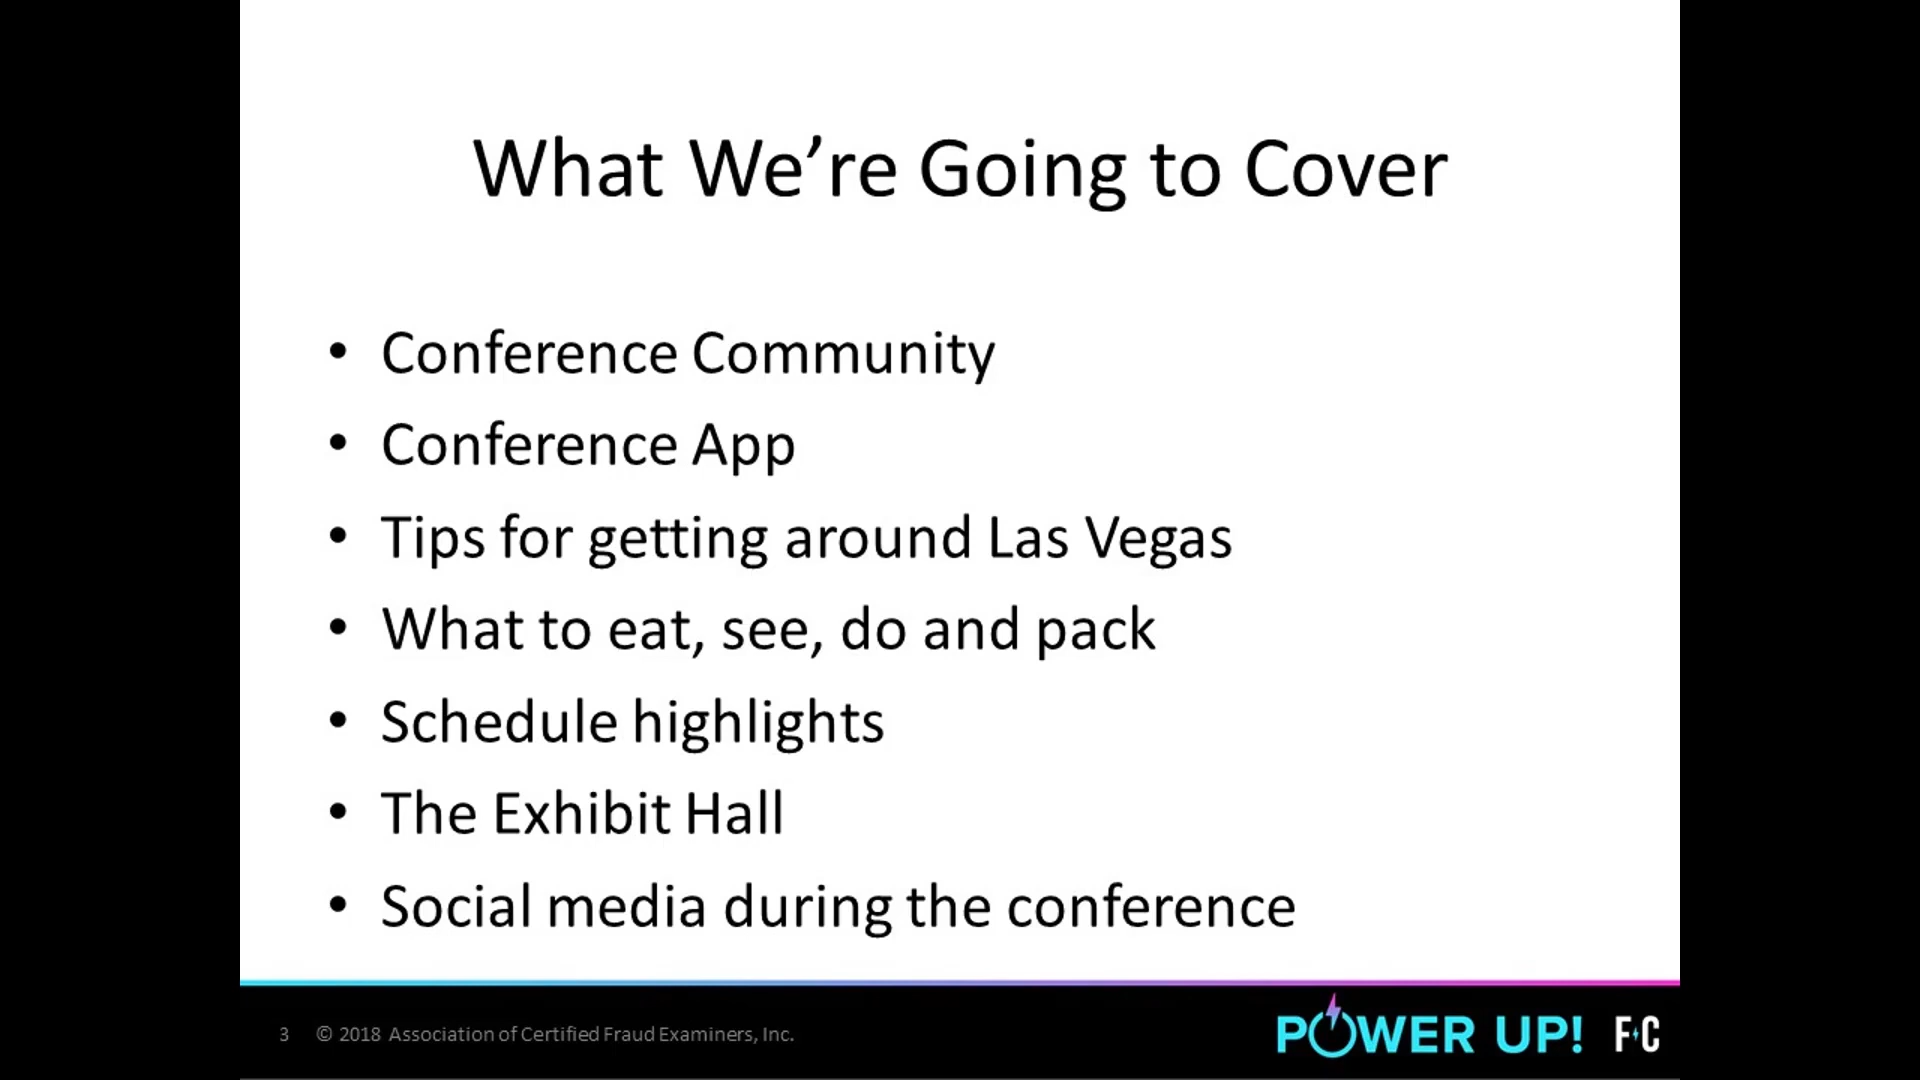 What We’re Going to Cover
• Conference Community
• Conference App
• Tips for getting around Las Vegas
• What to eat, see, do and pack
• Schedule highlights
• The Exhibit Hall
• Social media during the conference
3 © 2018 Association of Certified Fraud Examiners, Inc.
POWER UP! F C